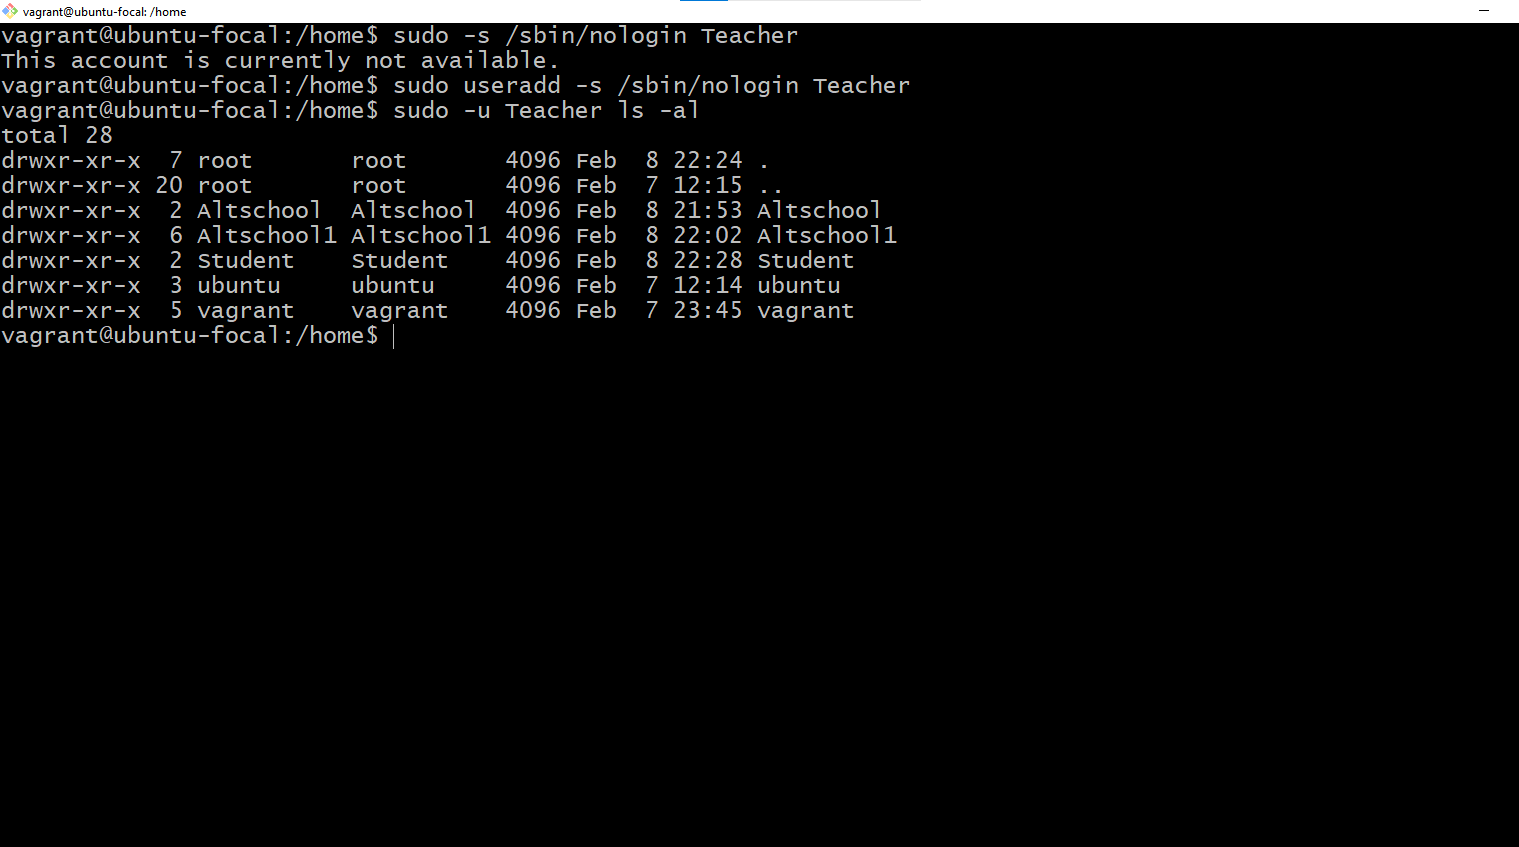 vagrant@ubuntu-focal: /home
vagrant@ubuntu-focal:/home$ sudo -s /sbin/nologin Teacher
This account is currently not available.
vagrant@ubuntu-focal:/home$ sudo useradd -s /sbin/nologin Teacher
vagrant@ubuntu-focal:/home$ sudo -u Teacher ls -al
total 28
drwxr-xr-x  7 root       root       4096 Feb  8 22:24 .
drwxr-xr-x 20 root       root       4096 Feb  7 12:15 ..
drwxr-xr-x  2 Altschool  Altschool  4096 Feb  8 21:53 Altschool
drwxr-xr-x  6 Altschool1 Altschool1 4096 Feb  8 22:02 Altschool1
drwxr-xr-x  2 Student    Student    4096 Feb  8 22:28 Student
drwxr-xr-x  3 ubuntu     ubuntu     4096 Feb  7 12:14 ubuntu
drwxr-xr-x  5 vagrant    vagrant    4096 Feb  7 23:45 vagrant
vagrant@ubuntu-focal:/home$